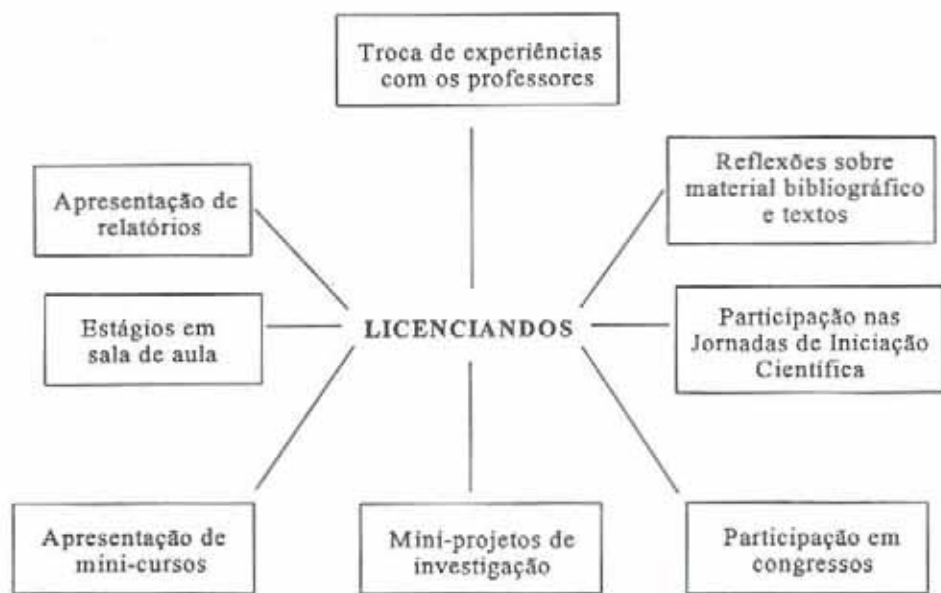 Troca de experiências
com os professores
Reflexões sobre
material bibliográfico
e textos
Apresentação de
relatórios
Estágios em
sala de aula
LICENCIANDOS
Participação nas
Jornadas de Iniciação
Científica
Apresentação de
mini-cursos
Mini-projetos de
investigação
Participação em
congressos